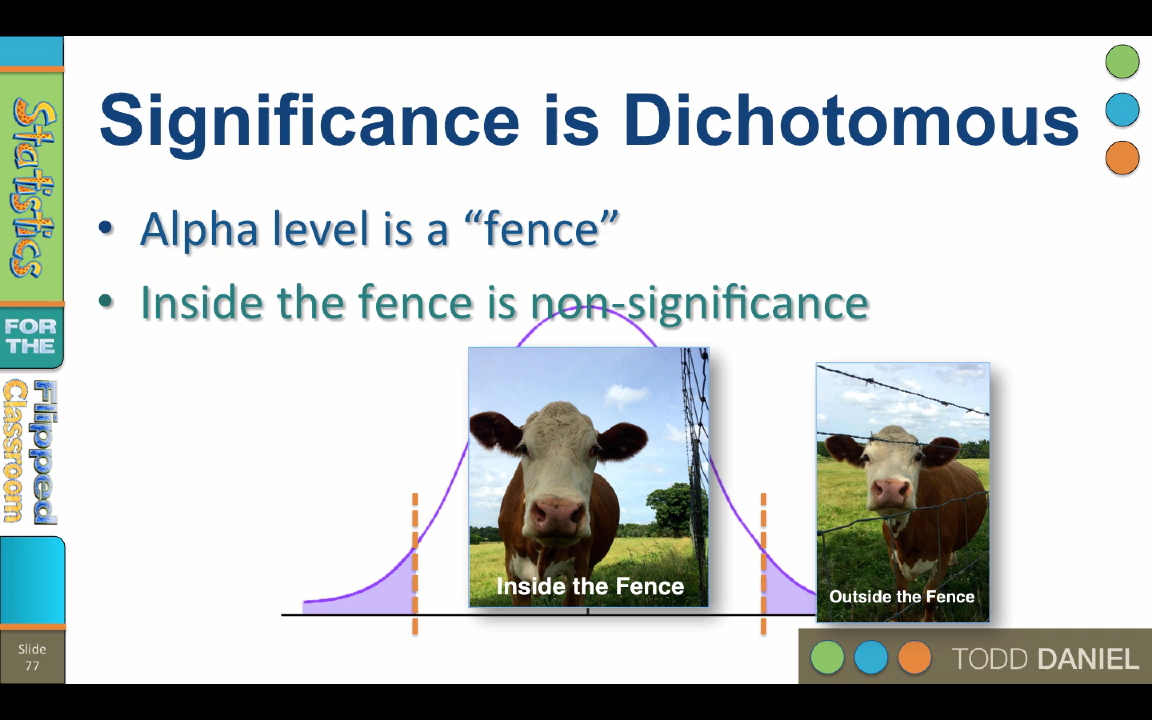 Significance is Dichotomous
• Alpha level is a “fence”
• Inside the fence is non-significance
Inside the Fence
Outside the Fence
Statistics
FOR
THE
Flipped
Classroom
Slide
77
TODD DANIEL